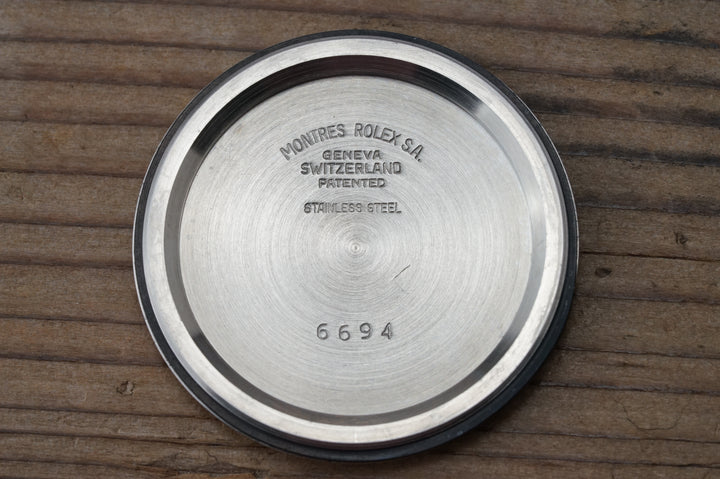 MONTRES ROLEX S.A.
GENEVA
SWITZERLAND
PATENTED
STAINLESS STEEL
6694